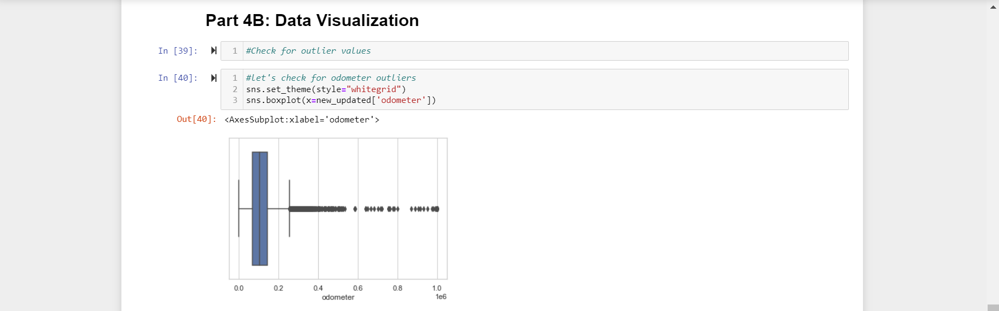 Part 4B: Data Visualization
In [39]:
1 #Check for outlier values
In [40]:
1 #let's check for odometer outliers
2 sns.set_theme(style="whitegrid")
3 sns.boxplot(x=new_updated['odometer'])
Out[40]: <AxesSubplot:xlabel='odometer'>
0.0 0.2 0.4 0.6 0.8 1.0
odometer 1e6